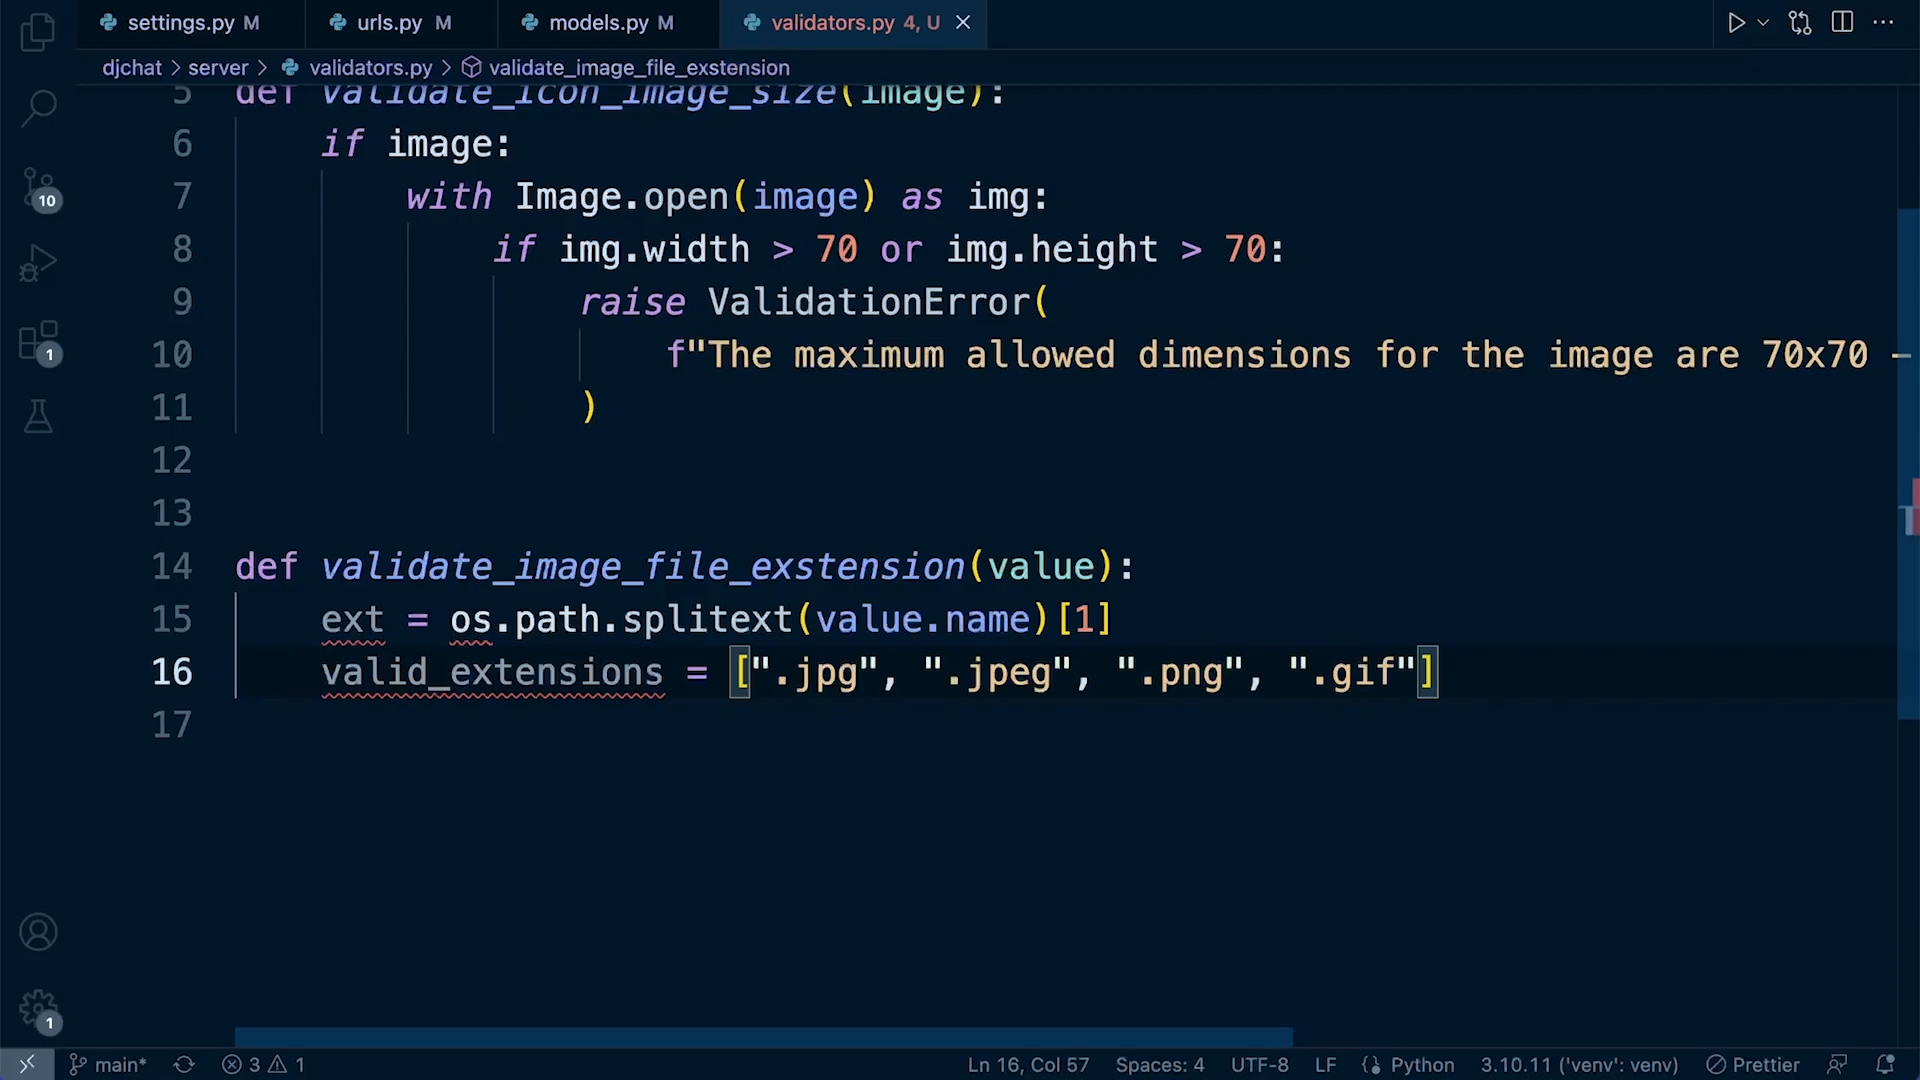 settings.py M urls.py M models.py M validators.py 4, U
djchat > server > validators.py > validate_image_file_exstension
5 def validate_icon_image_size(image):
6 if image:
7 with Image.open(image) as img:
8 if img.width > 70 or img.height > 70:
9 raise ValidationError(
10 f"The maximum allowed dimensions for the image are 70x70 -
11 )
12
13
14 def validate_image_file_exstension(value):
15 ext = os.path.splitext(value.name)[1]
16 valid_extensions = [".jpg", ".jpeg", ".png", ".gif"]
17
10
1
1
main* 3 1 Ln 16, Col 57 Spaces: 4 UTF-8 LF Python 3.10.11 ('venv': venv) Prettier